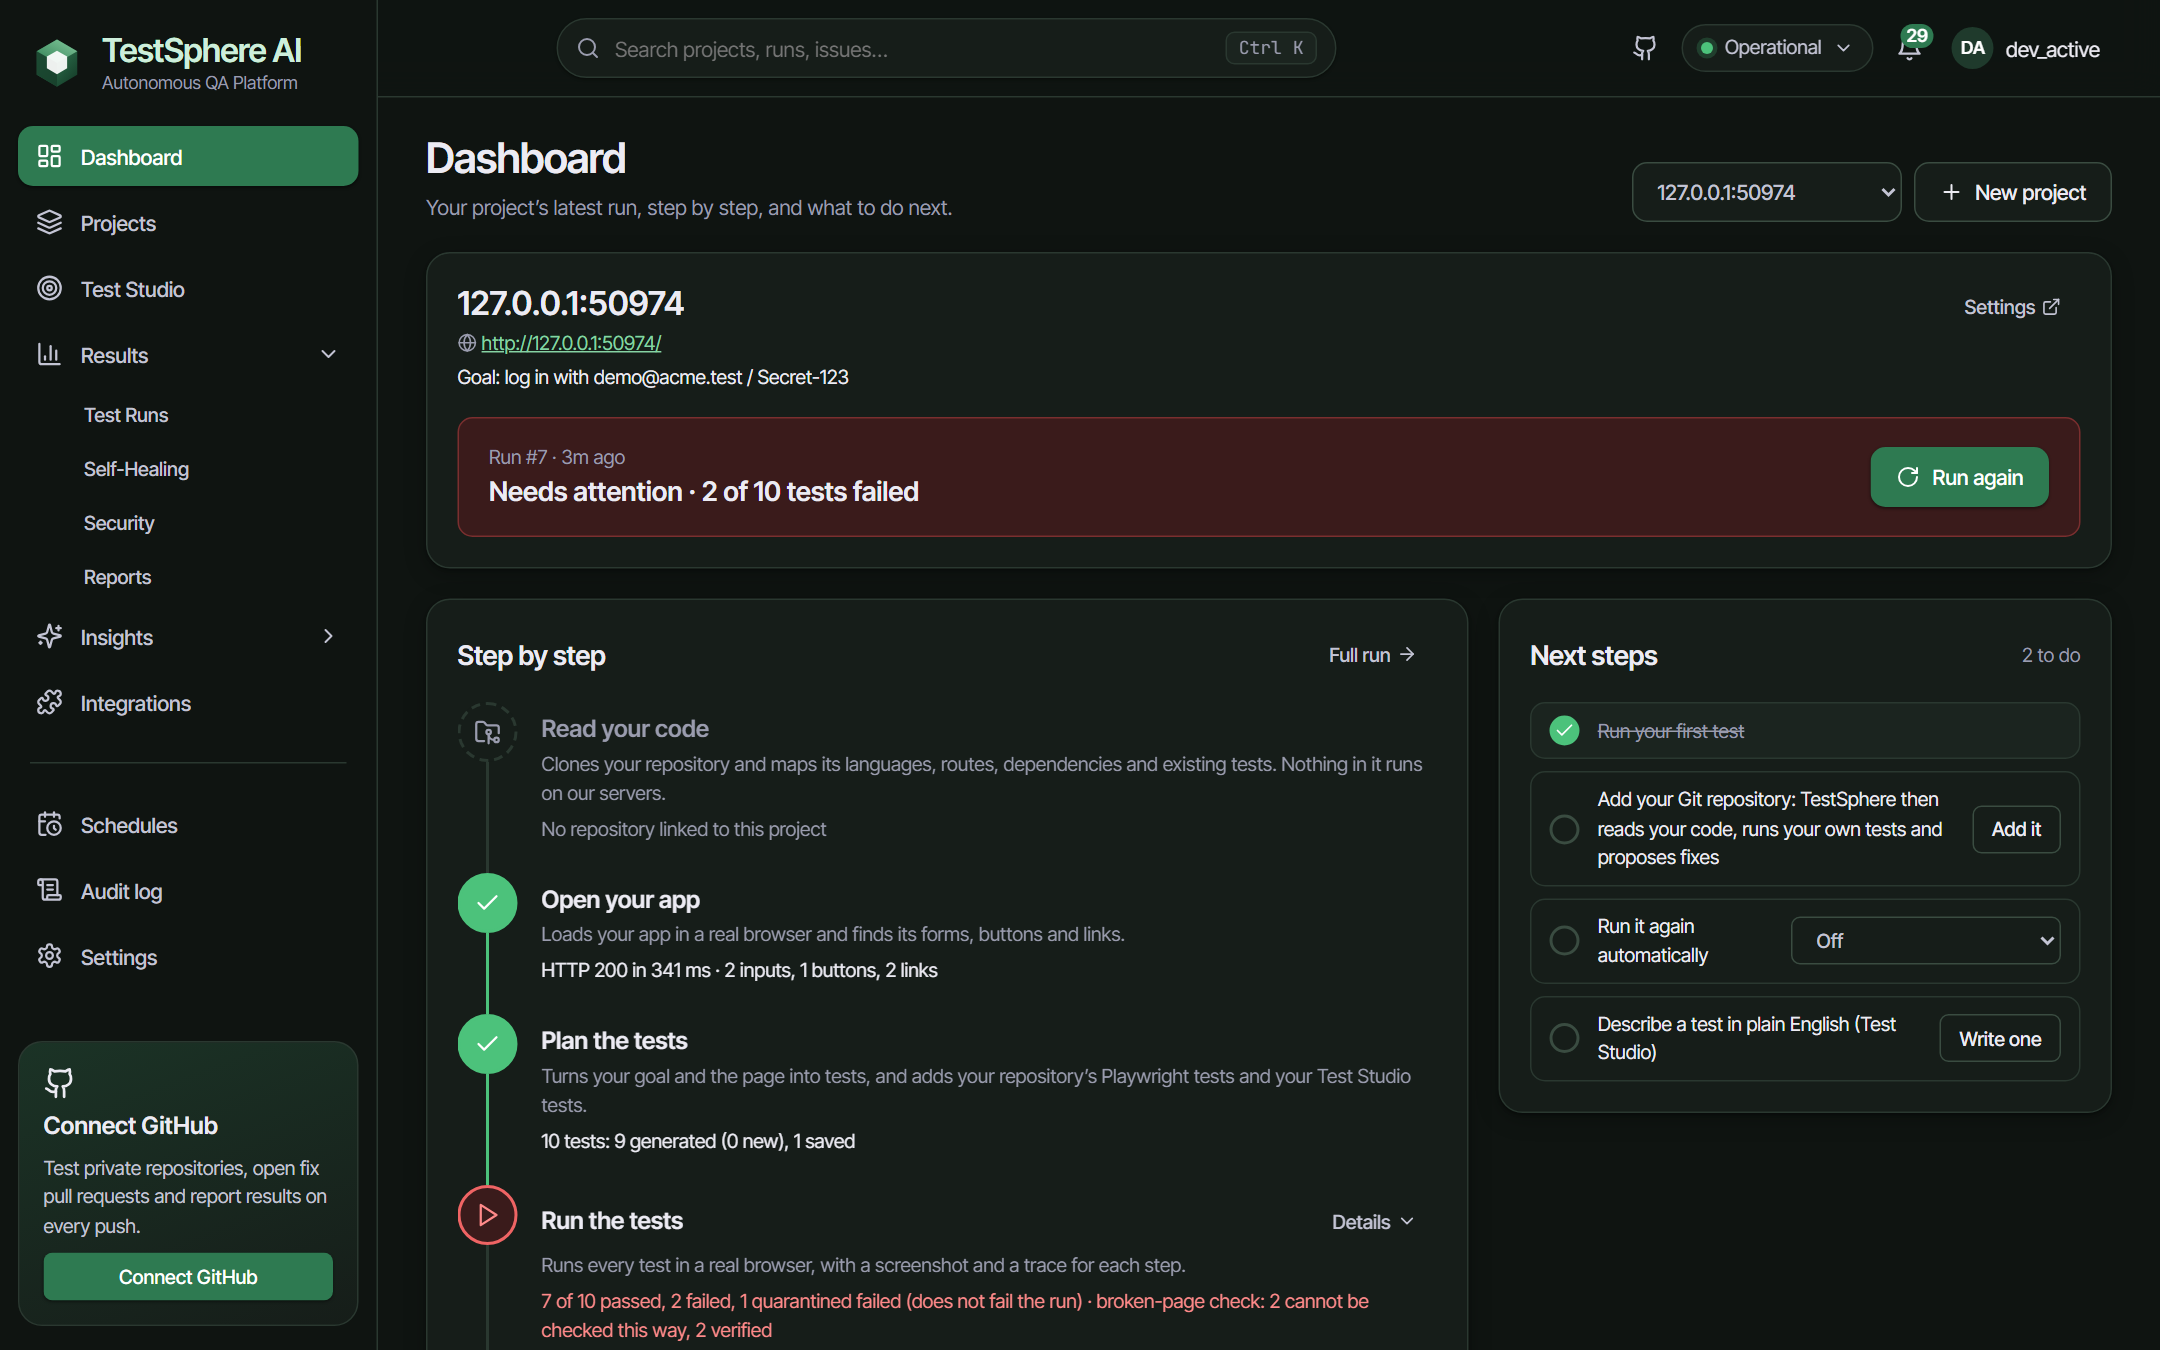 TestSphere AI
Autonomous QA Platform
Search projects, runs, issues...
Ctrl K
Operational
29
DA
dev_active
Dashboard
Projects
Test Studio
Results
Test Runs
Self-Healing
Security
Reports
Insights
Integrations
Schedules
Audit log
Settings
Connect GitHub
Test private repositories, open fix
pull requests and report results on
every push.
Connect GitHub
Dashboard
Your project’s latest run, step by step, and what to do next.
127.0.0.1:50974
New project
127.0.0.1:50974
Settings
http://127.0.0.1:50974/
Goal: log in with demo@acme.test / Secret-123
Run #7 · 3m ago
Needs attention · 2 of 10 tests failed
Run again
Step by step
Full run
Read your code
Clones your repository and maps its languages, routes, dependencies and existing tests. Nothing in it runs
on our servers.
No repository linked to this project
Open your app
Loads your app in a real browser and finds its forms, buttons and links.
HTTP 200 in 341 ms · 2 inputs, 1 buttons, 2 links
Plan the tests
Turns your goal and the page into tests, and adds your repository’s Playwright tests and your Test Studio
tests.
10 tests: 9 generated (0 new), 1 saved
Run the tests
Details
Runs every test in a real browser, with a screenshot and a trace for each step.
7 of 10 passed, 2 failed, 1 quarantined failed (does not fail the run) · broken-page check: 2 cannot be
checked this way, 2 verified
Next steps
2 to do
Run your first test
Add your Git repository: TestSphere then
reads your code, runs your own tests and
proposes fixes
Add it
Run it again
automatically
Off
Describe a test in plain English (Test
Studio)
Write one